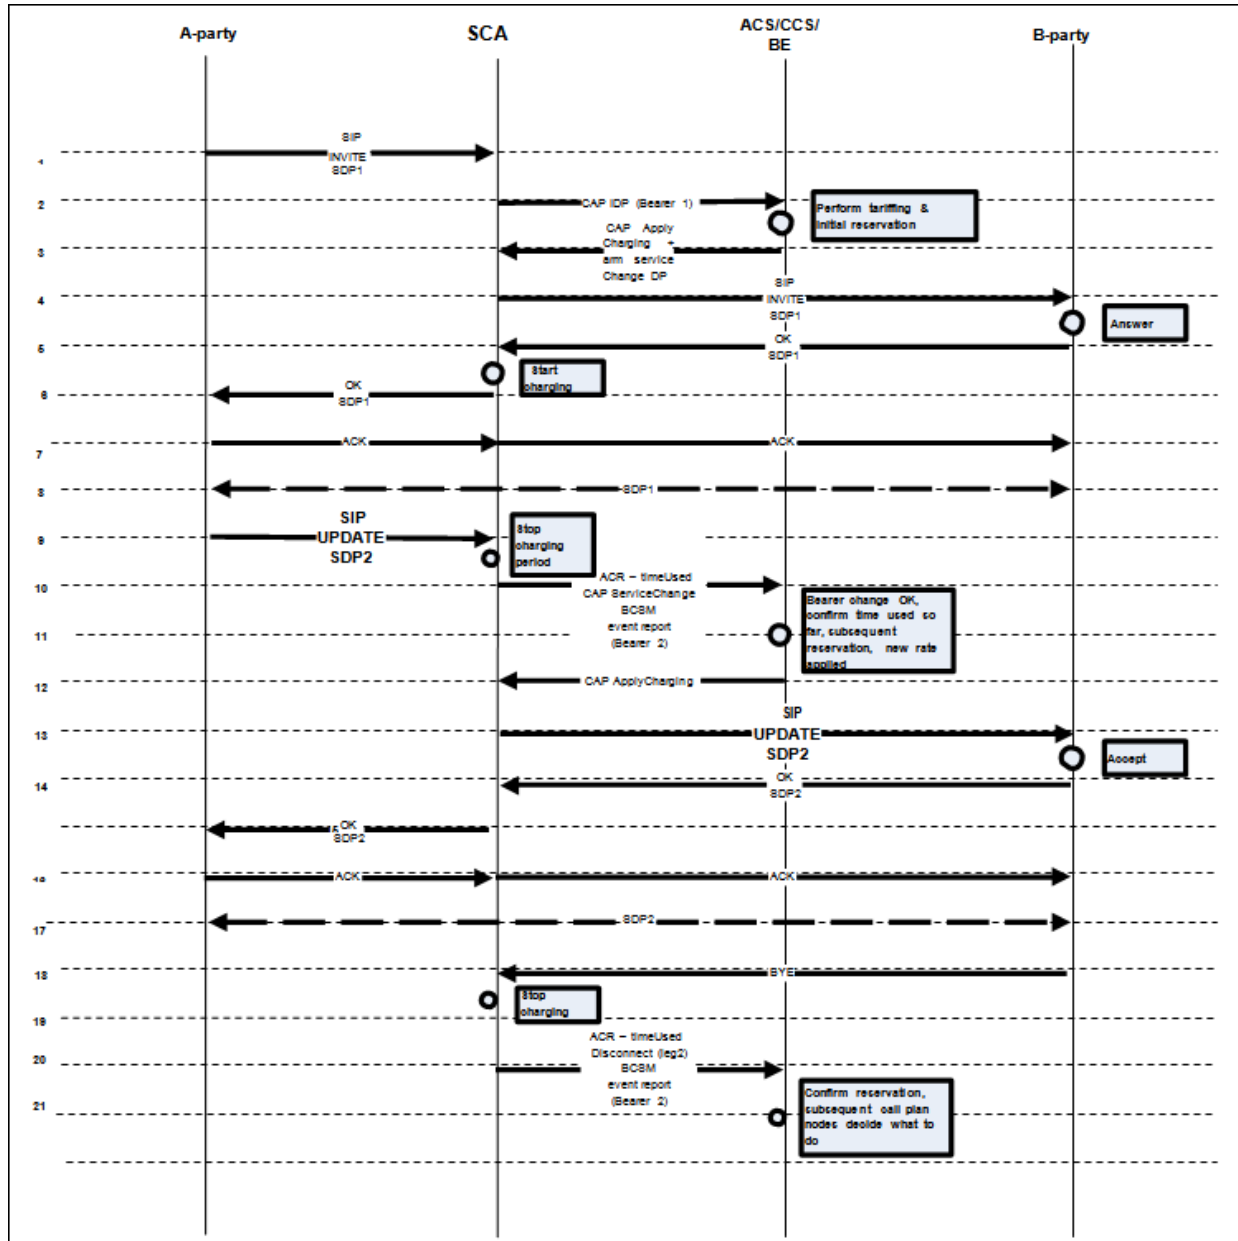 A-party
SCA
ACS/CCS/
BE
B-party
SIP
INVITE
SDP1
1
2
CAP IDP (Bearer 1)
Perform tariffing &
initial reservation
3
CAP Apply
Charging +
arm service
Change DP
4
SIP
INVITE
SDP1
Answer
5
OK
SDP1
Start
charging
6
OK
SDP1
7
ACK
ACK
8
SDP1
9
SIP
UPDATE
SDP2
Stop
charging
period
10
ACR – timeUsed
CAP ServiceChange
BCSM
event report
(Bearer 2)
11
Bearer change OK,
confirm time used so
far, subsequent
reservation, new rate
applied
12
CAP ApplyCharging
13
SIP
UPDATE
SDP2
Accept
14
OK
SDP2
OK
SDP2
ACK
ACK
17
SDP2
18
BYE
Stop
charging
19
20
ACR – timeUsed
Disconnect (leg2)
BCSM
event report
(Bearer 2)
21
Confirm reservation,
subsequent call plan
nodes decide what to
do